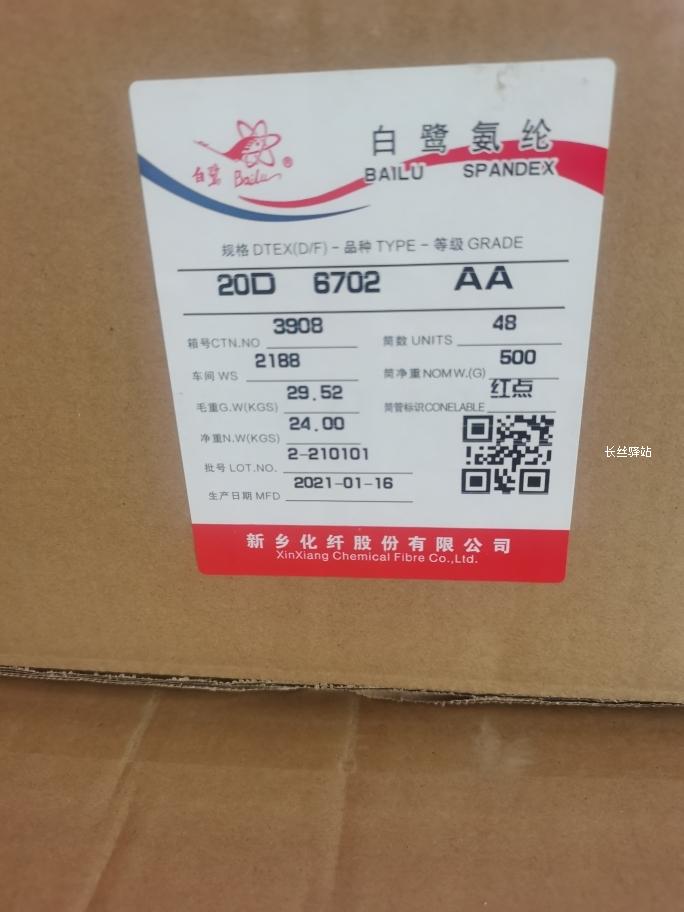 白鹭 Bailu ®
白鹭氨纶
BAILU SPANDEX
规格 DTEX(D/F) - 品种 TYPE - 等级 GRADE
20D 6702 AA
箱号CTN.NO 3908 筒数 UNITS 48
车间 WS 2188 筒净重NOMW.(G) 500
毛重G.W(KGS) 29.52 筒管标识CONELABLE 红点
净重N.W(KGS) 24.00
批号 LOT.NO. 2-210101
生产日期 MFD 2021-01-16
新乡化纤股份有限公司
XinXiang Chemical Fibre Co.,Ltd.
长丝驿站